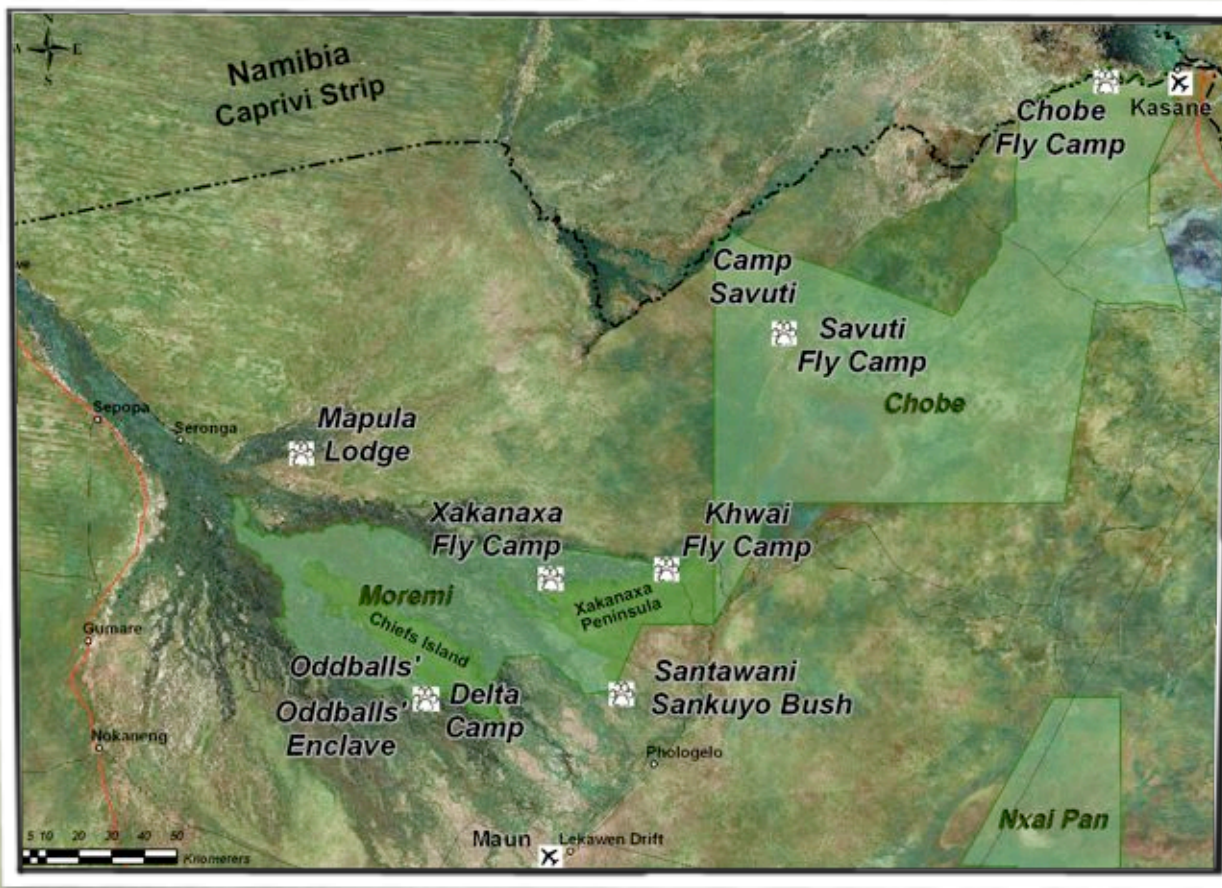 N
E
S
Namibia
Caprivi Strip
Chobe
Fly Camp
Kasane
Camp
Savuti
Savuti
Fly Camp
Chobe
Sepopa
Seronga
Mapula
Lodge
Xakanaxa
Fly Camp
Khwai
Fly Camp
Moremi
Chiefs Island
Xakanaxa
Peninsula
Gumare
Oddballs'
Oddballs'
Enclave
Delta
Camp
Santawani
Sankuyo Bush
Nokaneng
Phologelo
Nxai Pan
Maun
Lekawen Drift
5 10 20 30 40 50
Kilometers